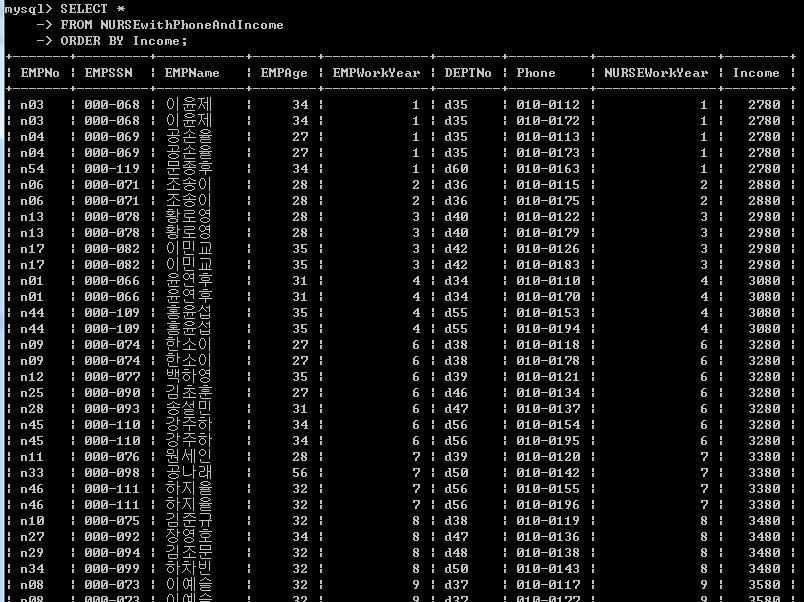 mysql> SELECT *
-> FROM NURSEwithPhoneAndIncome
-> ORDER BY Income;
| EMPNo | EMPSSN | EMPName | EMPAge | EMPWorkYear | DEPTNo | Phone | NURSEWorkYear | Income |
| n03 | 000-068 | 이윤제 | 34 | 1 | d35 | 010-0112 | 1 | 2780 |
| n03 | 000-068 | 이윤제 | 34 | 1 | d35 | 010-0172 | 1 | 2780 |
| n04 | 000-069 | 공소율 | 27 | 1 | d35 | 010-0113 | 1 | 2780 |
| n04 | 000-069 | 공소율 | 27 | 1 | d35 | 010-0173 | 1 | 2780 |
| n54 | 000-119 | 문종후 | 34 | 1 | d60 | 010-0163 | 1 | 2780 |
| n06 | 000-071 | 조송이 | 28 | 2 | d36 | 010-0115 | 2 | 2880 |
| n06 | 000-071 | 조송이 | 28 | 2 | d36 | 010-0175 | 2 | 2880 |
| n13 | 000-078 | 황로영 | 28 | 3 | d40 | 010-0122 | 3 | 2980 |
| n13 | 000-078 | 황로영 | 28 | 3 | d40 | 010-0179 | 3 | 2980 |
| n17 | 000-082 | 이민교 | 35 | 3 | d42 | 010-0126 | 3 | 2980 |
| n17 | 000-082 | 이민교 | 35 | 3 | d42 | 010-0183 | 3 | 2980 |
| n01 | 000-066 | 윤연후 | 31 | 4 | d34 | 010-0110 | 4 | 3080 |
| n01 | 000-066 | 윤연후 | 31 | 4 | d34 | 010-0170 | 4 | 3080 |
| n44 | 000-109 | 홍윤섭 | 35 | 4 | d55 | 010-0153 | 4 | 3080 |
| n44 | 000-109 | 홍윤섭 | 35 | 4 | d55 | 010-0194 | 4 | 3080 |
| n09 | 000-074 | 한소이 | 27 | 6 | d38 | 010-0118 | 6 | 3280 |
| n09 | 000-074 | 한소이 | 27 | 6 | d38 | 010-0178 | 6 | 3280 |
| n12 | 000-077 | 백하영 | 35 | 6 | d39 | 010-0121 | 6 | 3280 |
| n25 | 000-090 | 김초훈 | 27 | 6 | d46 | 010-0134 | 6 | 3280 |
| n28 | 000-093 | 송설민 | 31 | 6 | d47 | 010-0137 | 6 | 3280 |
| n45 | 000-110 | 강주하 | 34 | 6 | d56 | 010-0154 | 6 | 3280 |
| n45 | 000-110 | 강주하 | 34 | 6 | d56 | 010-0195 | 6 | 3280 |
| n11 | 000-076 | 원세인 | 28 | 7 | d39 | 010-0120 | 7 | 3380 |
| n33 | 000-098 | 공나래 | 56 | 7 | d50 | 010-0142 | 7 | 3380 |
| n46 | 000-111 | 하지율 | 32 | 7 | d56 | 010-0155 | 7 | 3380 |
| n46 | 000-111 | 하지율 | 32 | 7 | d56 | 010-0196 | 7 | 3380 |
| n10 | 000-075 | 김준규 | 32 | 8 | d38 | 010-0119 | 8 | 3480 |
| n27 | 000-092 | 장영호 | 34 | 8 | d47 | 010-0136 | 8 | 3480 |
| n29 | 000-094 | 김조문 | 32 | 8 | d48 | 010-0138 | 8 | 3480 |
| n34 | 000-099 | 하차빈 | 32 | 8 | d50 | 010-0143 | 8 | 3480 |
| n08 | 000-073 | 이예슬 | 32 | 9 | d37 | 010-0117 | 9 | 3580 |
| n08 | 000-073 | 이예슬 | 32 | 9 | d37 | 010-0177 | 9 | 3580 |